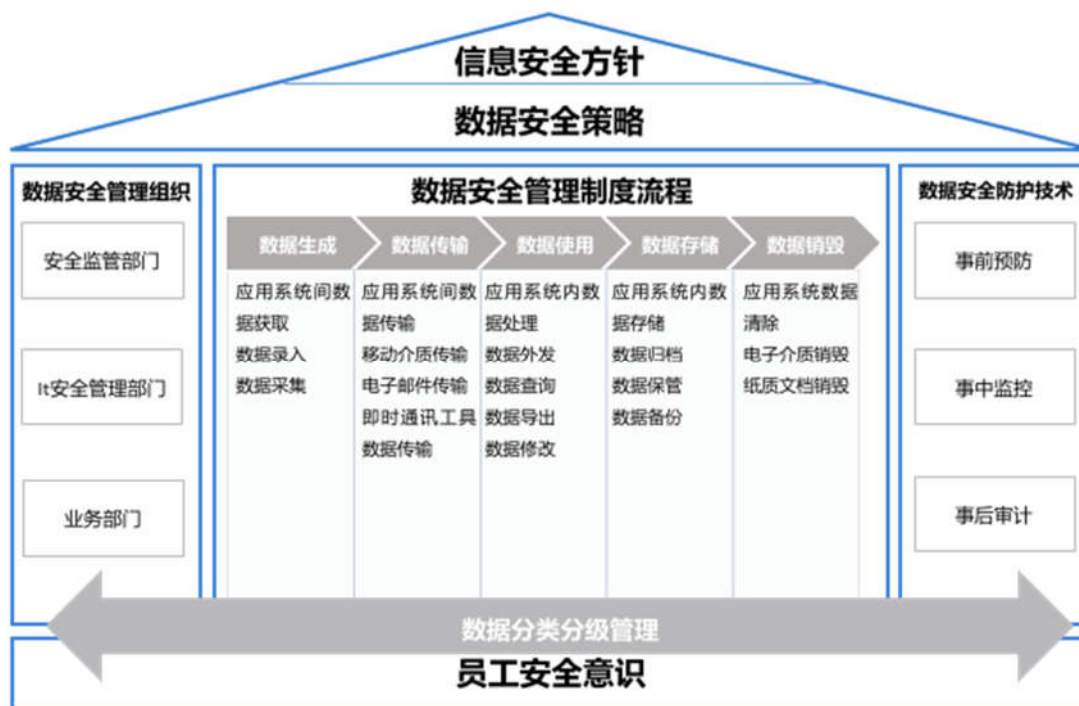 信息安全方针
数据安全策略
数据安全管理组织
安全监管部门
It安全管理部门
业务部门
数据安全管理制度流程
数据生成
应用系统间数
据获取
数据录入
数据采集
数据传输
应用系统间数
据传输
移动介质传输
电子邮件传输
即时通讯工具
数据传输
数据使用
应用系统内数
据处理
数据外发
数据查询
数据导出
数据修改
数据存储
应用系统内数
据存储
数据归档
数据保管
数据备份
数据销毁
应用系统数据
清除
电子介质销毁
纸质文档销毁
数据安全防护技术
事前预防
事中监控
事后审计
数据分类分级管理
员工安全意识